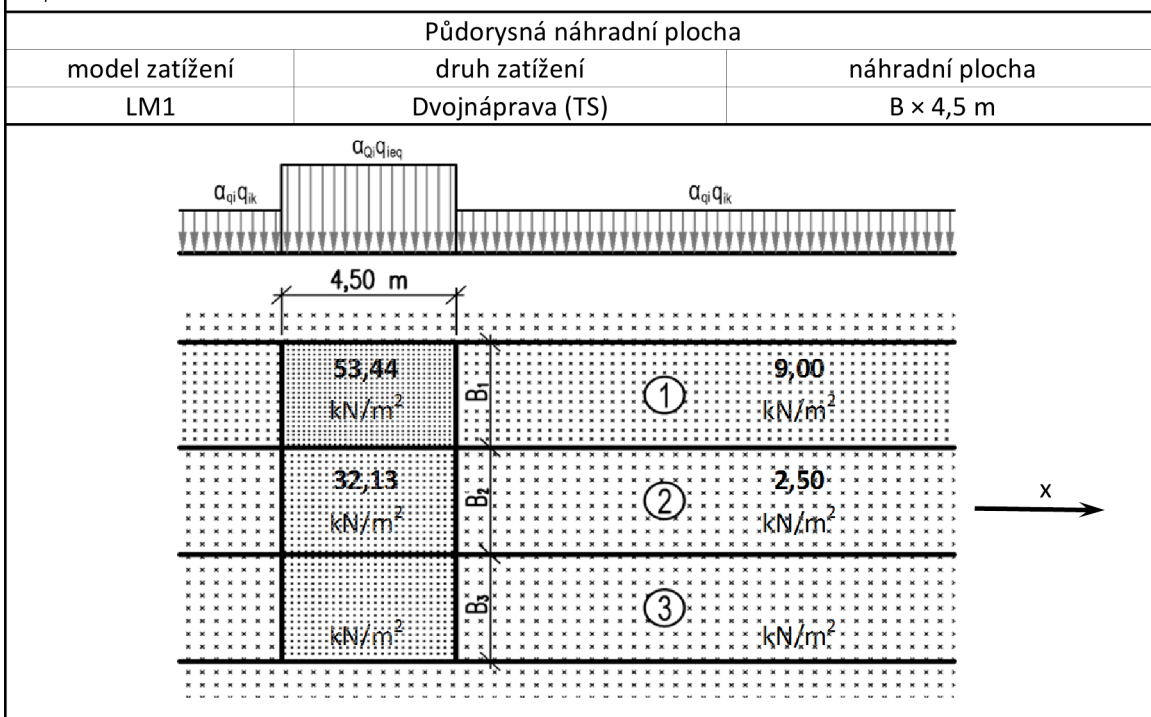 Půdorysná náhradní plocha
model zatížení druh zatížení náhradní plocha
LM1 Dvojnáprava (TS) B × 4,5 m
αQiqieq
αqiqik αqiqik
4,50 m
53,44 B1 9,00
kN/m² 1 kN/m²
32,13 B2 2,50
kN/m² 2 kN/m²
x
B3 3
kN/m² kN/m²